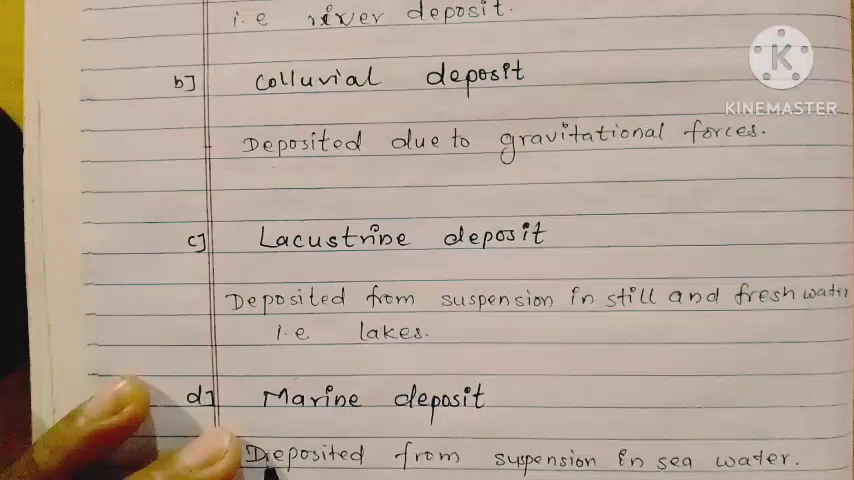 i.e river deposit.
b] Colluvial deposit
Deposited due to gravitational forces.
c] Lacustrine deposit
Deposited from suspension in still and fresh water
i.e lakes.
d] Marine deposit
Deposited from suspension in sea water.
K
KINEMASTER